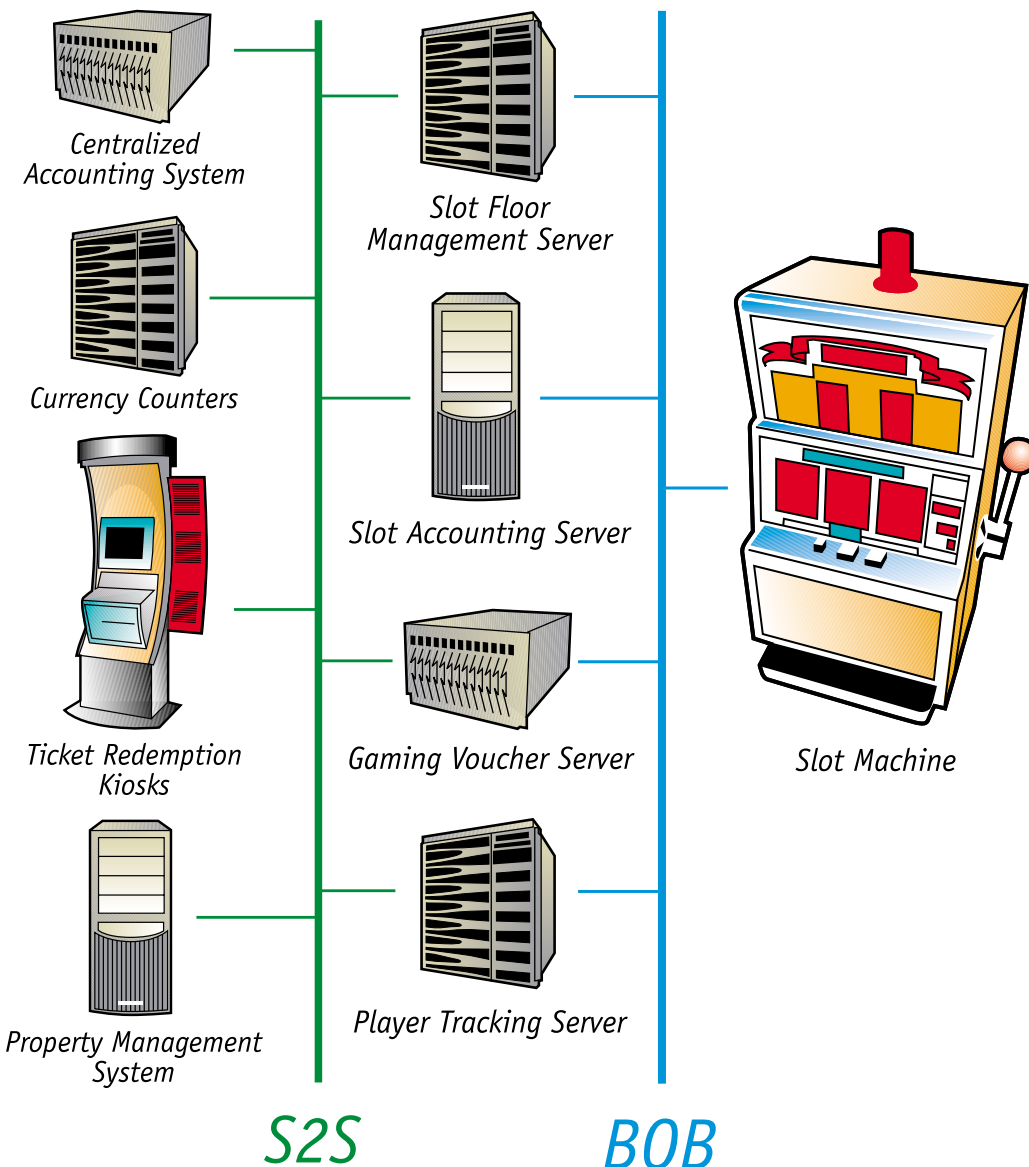 Centralized
Accounting System
Slot Floor
Management Server
Currency Counters
Slot Accounting Server
Ticket Redemption
Kiosks
Gaming Voucher Server
Slot Machine
Property Management
System
Player Tracking Server
S2S
BOB